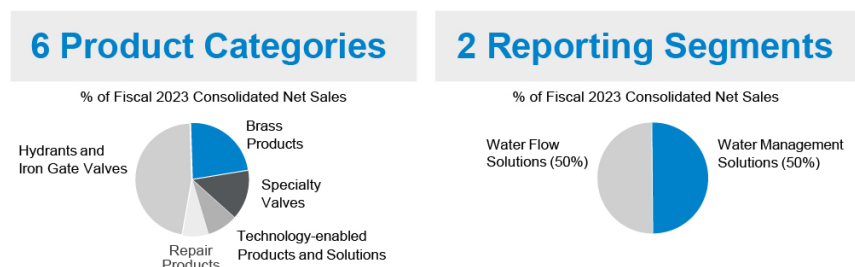 6 Product Categories
% of Fiscal 2023 Consolidated Net Sales
Hydrants and
Iron Gate Valves
Brass
Products
Specialty
Valves
Technology-enabled
Products and Solutions
Repair
Products
2 Reporting Segments
% of Fiscal 2023 Consolidated Net Sales
Water Flow
Solutions (50%)
Water Management
Solutions (50%)